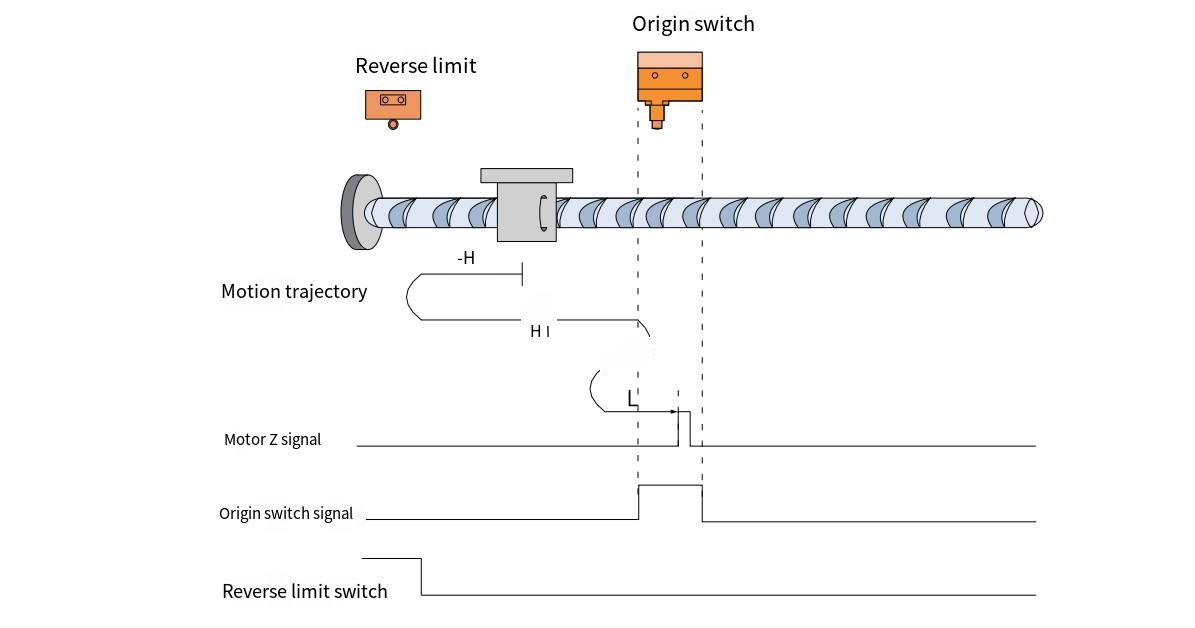 Origin switch
Reverse limit
-H
Motion trajectory
H
L
Motor Z signal
Origin switch signal
Reverse limit switch